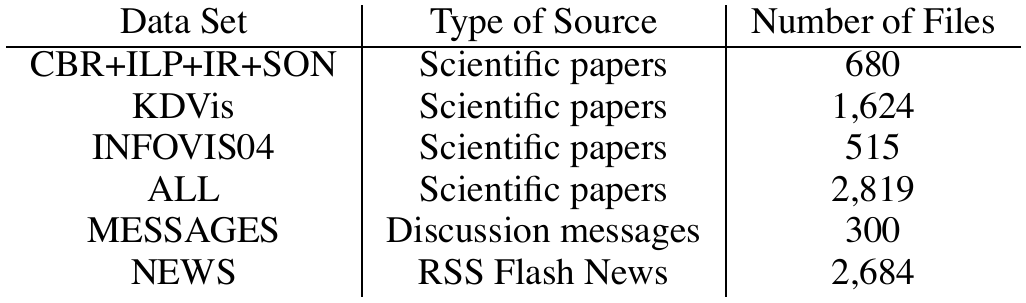 Data Set Type of Source Number of Files
CBR+ILP+IR+SON Scientific papers 680
KDVis Scientific papers 1,624
INFOVIS04 Scientific papers 515
ALL Scientific papers 2,819
MESSAGES Discussion messages 300
NEWS RSS Flash News 2,684